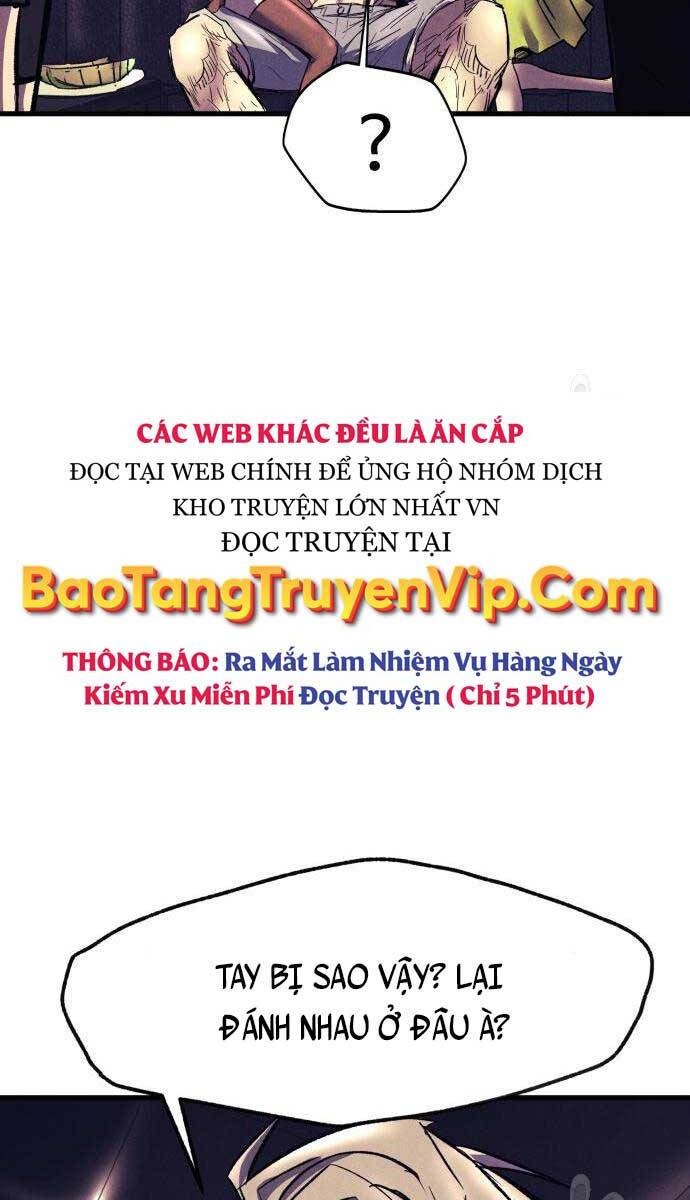 ?
CÁC WEB KHÁC ĐỀU LÀ ĂN CẮP
ĐỌC TẠI WEB CHÍNH ĐỂ ỦNG HỘ NHÓM DỊCH
KHO TRUYỆN LỚN NHẤT VN
ĐỌC TRUYỆN TẠI
BaoTangTruyenVip.Com
THÔNG BÁO: Ra Mắt Làm Nhiệm Vụ Hàng Ngày
Kiếm Xu Miễn Phí Đọc Truyện ( Chỉ 5 Phút)
TAY BỊ SAO VẬY? LẠI
ĐÁNH NHAU Ở ĐÂU À?